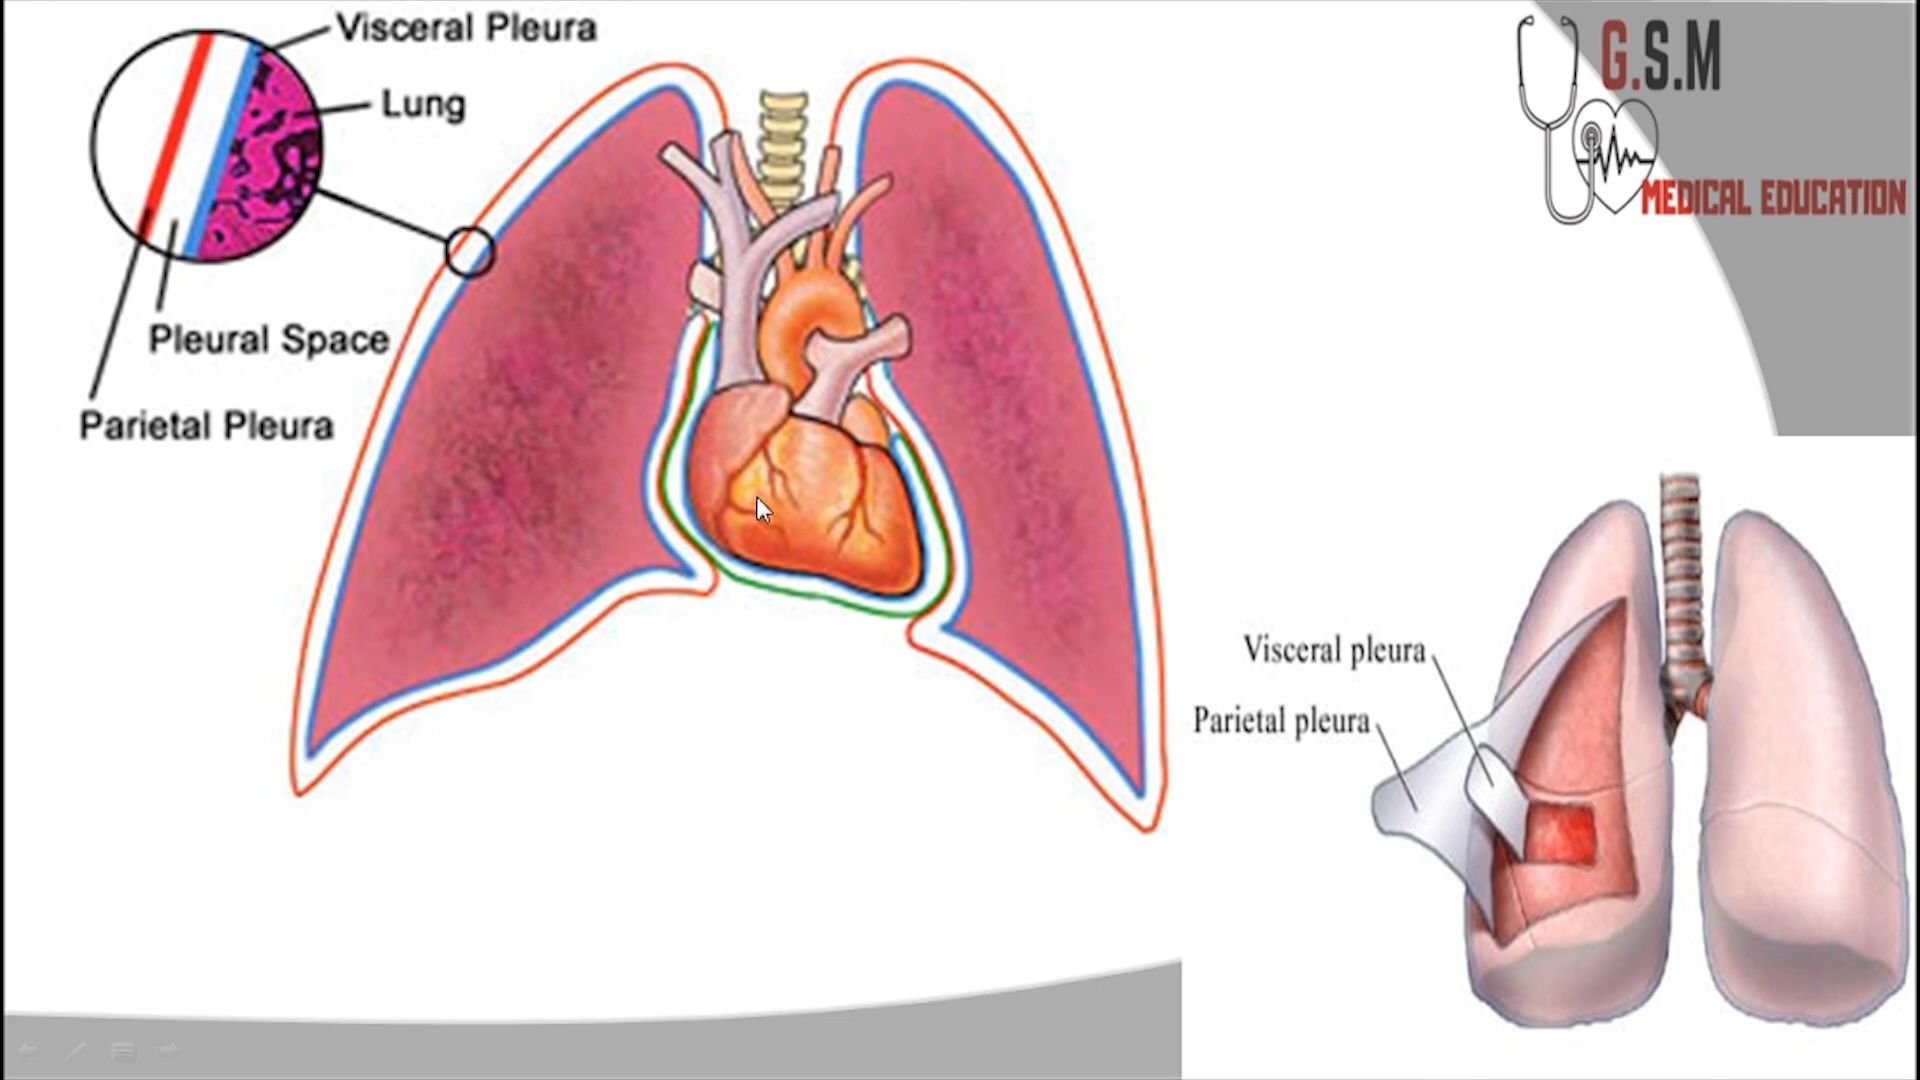 Visceral Pleura
Lung
Pleural Space
Parietal Pleura
G.S.M
MEDICAL EDUCATION
Visceral pleura
Parietal pleura